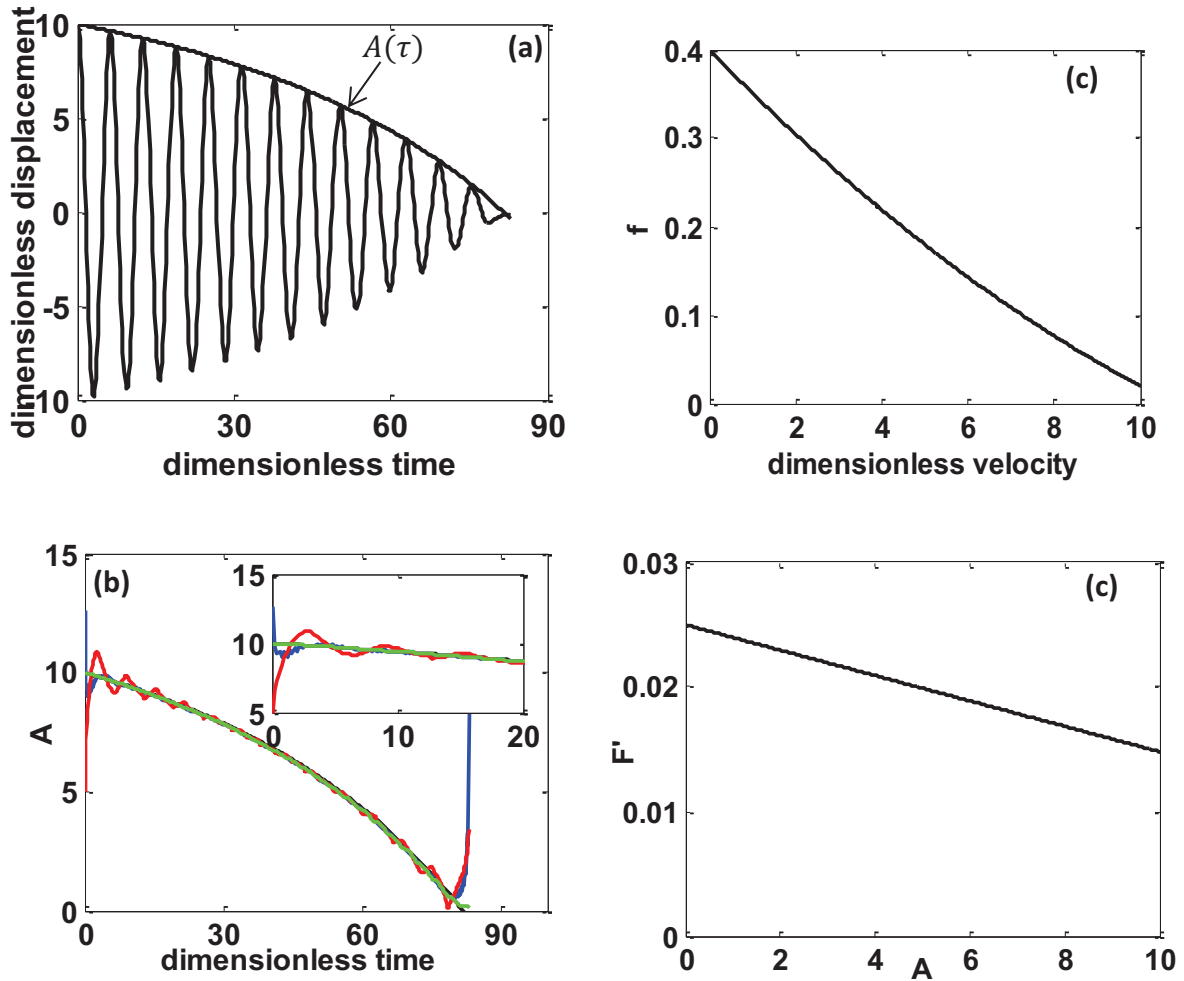 dimensionless displacement
10
5
0
-5
-10
A(τ)
(a)
0 30 60 90
dimensionless time
f
0.4
0.3
0.2
0.1
0
(c)
0 2 4 6 8 10
dimensionless velocity
A
15
10
5
0
(b)
15
10
5
0 10 20
0 30 60 90
dimensionless time
F'
0.03
0.02
0.01
0
(c)
0 2 4 6 8 10
A